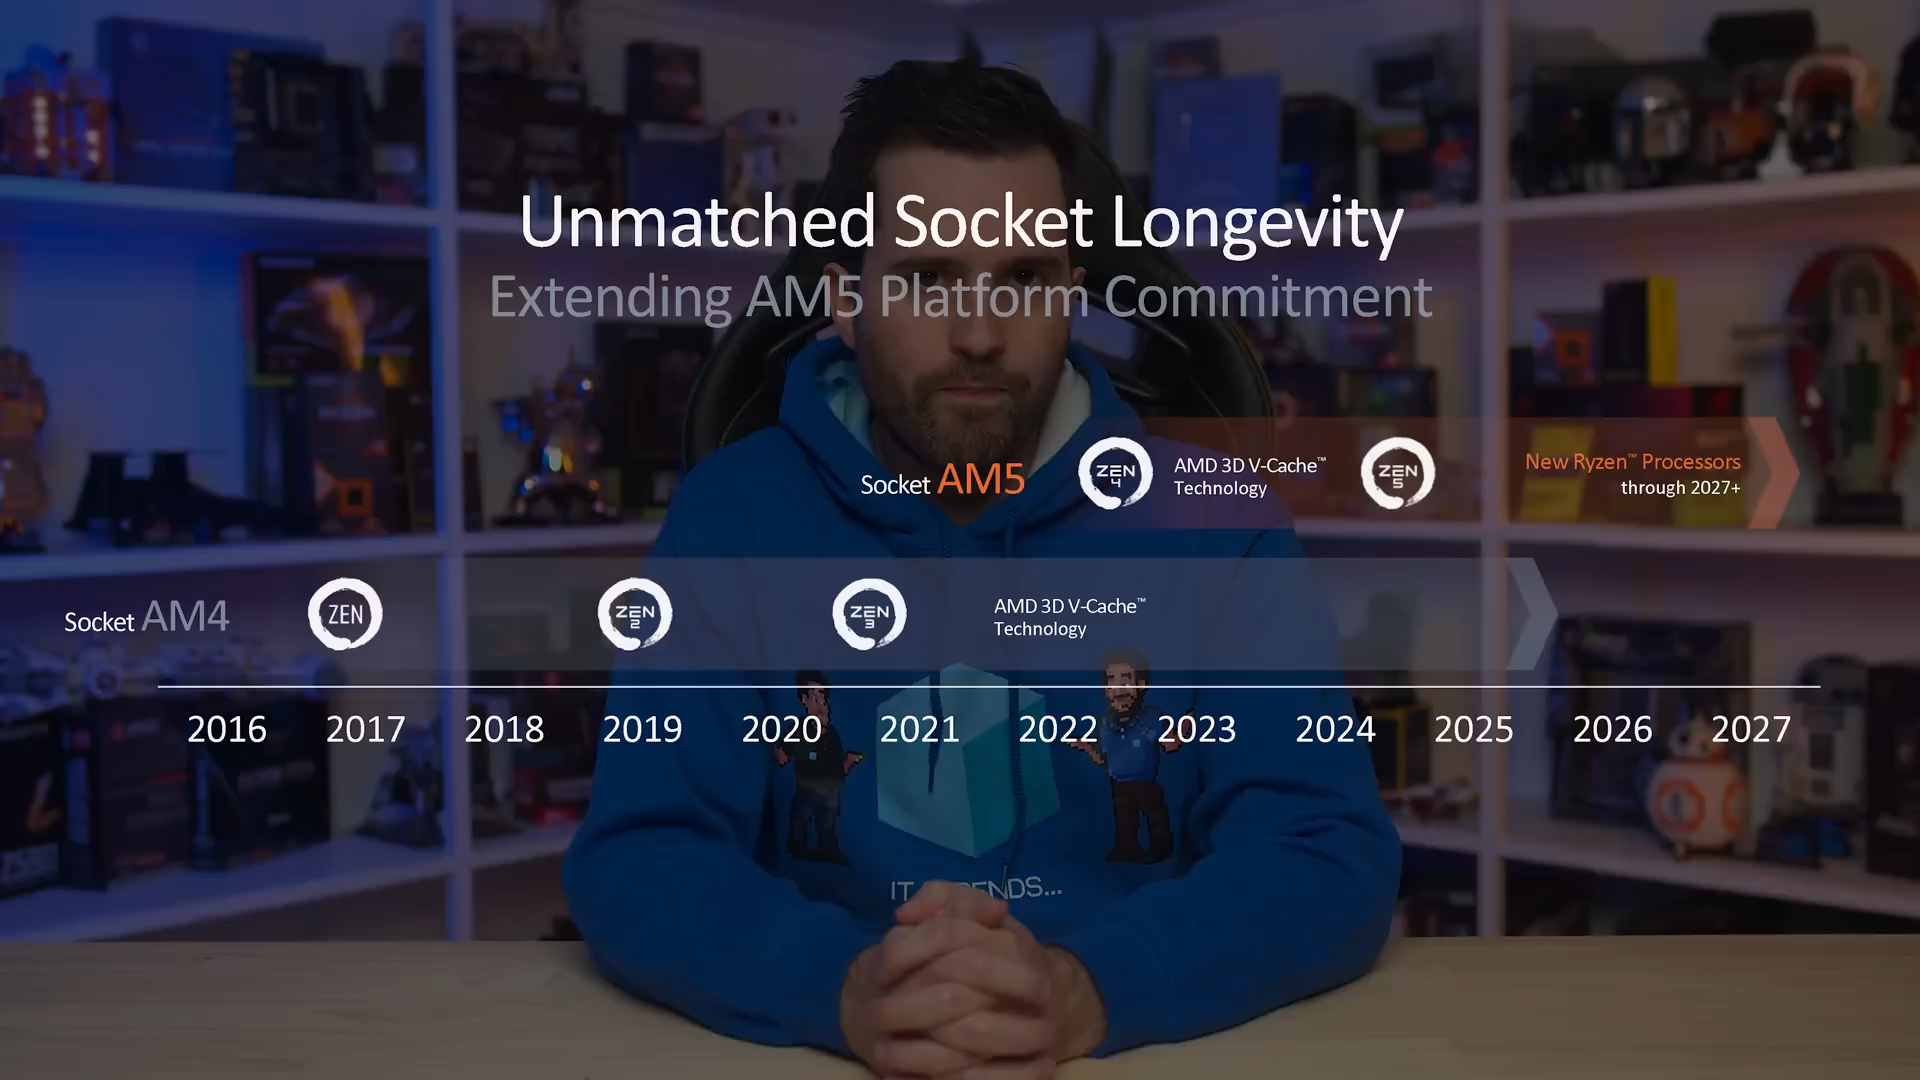 Unmatched Socket Longevity
Extending AM5 Platform Commitment
Socket AM5
ZEN
4
AMD 3D V-Cache™
Technology
ZEN
5
New Ryzen™ Processors
through 2027+
Socket AM4
ZEN
ZEN
2
ZEN
3
AMD 3D V-Cache™
Technology
2016 2017 2018 2019 2020 2021 2022 2023 2024 2025 2026 2027